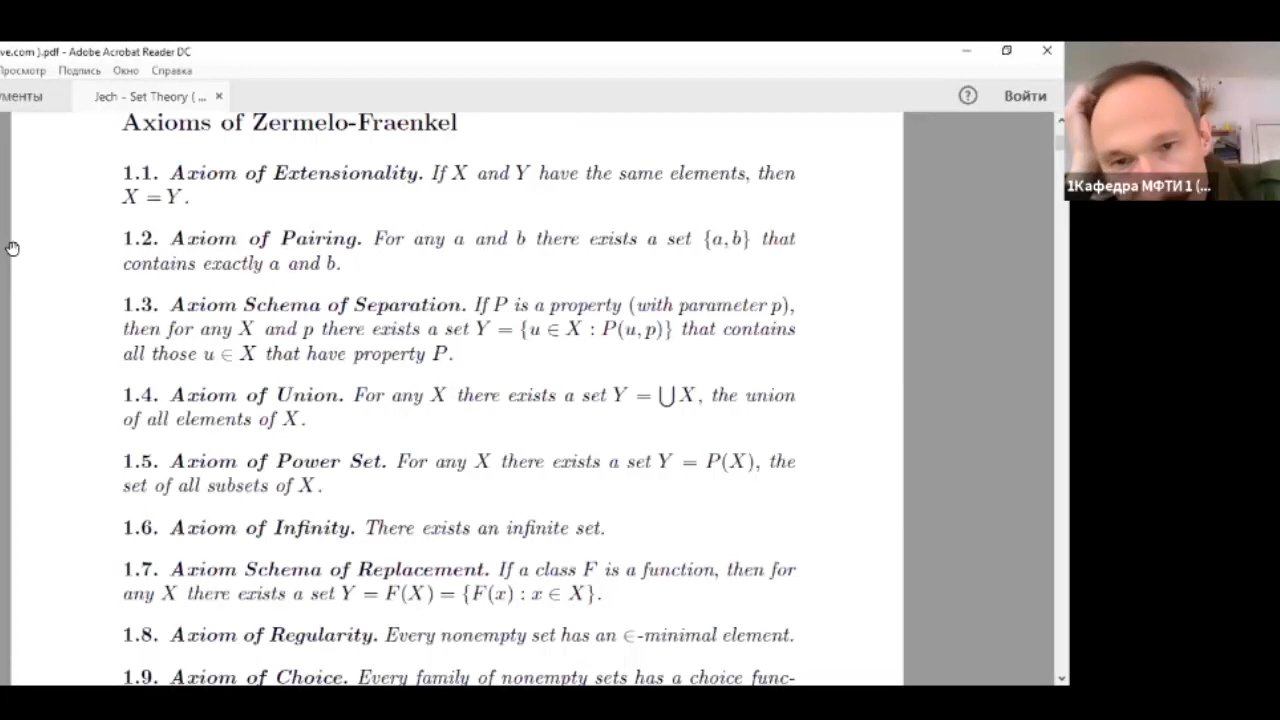 ve.com ).pdf - Adobe Acrobat Reader DC
Просмотр Подпись Окно Справка
ументы Jech - Set Theory ( ... × ? Войти
Axioms of Zermelo-Fraenkel
1.1. Axiom of Extensionality. If X and Y have the same elements, then
X = Y.
1.2. Axiom of Pairing. For any a and b there exists a set {a, b} that
contains exactly a and b.
1.3. Axiom Schema of Separation. If P is a property (with parameter p),
then for any X and p there exists a set Y = {u ∈ X : P(u, p)} that contains
all those u ∈ X that have property P.
1.4. Axiom of Union. For any X there exists a set Y = ⋃ X, the union
of all elements of X.
1.5. Axiom of Power Set. For any X there exists a set Y = P(X), the
set of all subsets of X.
1.6. Axiom of Infinity. There exists an infinite set.
1.7. Axiom Schema of Replacement. If a class F is a function, then for
any X there exists a set Y = F(X) = {F(x) : x ∈ X}.
1.8. Axiom of Regularity. Every nonempty set has an ∈-minimal element.
1.9. Axiom of Choice. Every family of nonempty sets has a choice func-
1Кафедра МФТИ 1 (...